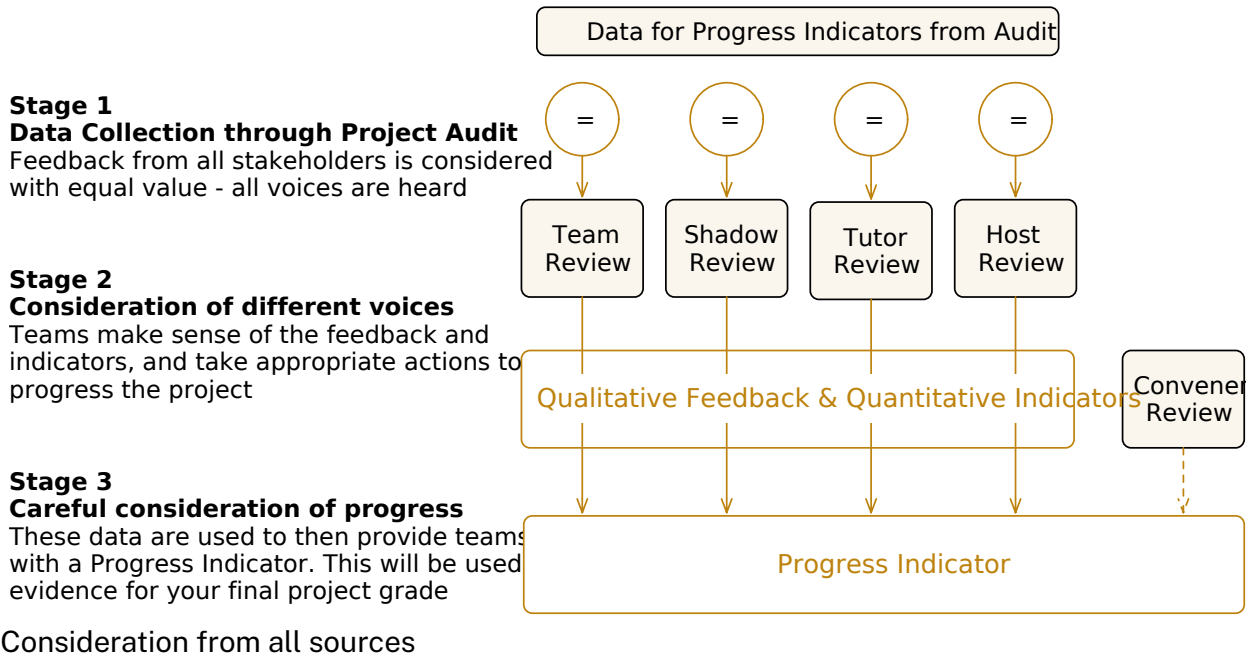 Data for Progress Indicators from Audit
Stage 1
Data Collection through Project Audit
Feedback from all stakeholders is considered
with equal value - all voices are heard
= = = =
Team
Review
Shadow
Review
Tutor
Review
Host
Review
Stage 2
Consideration of different voices
Teams make sense of the feedback and
indicators, and take appropriate actions to
progress the project
Qualitative Feedback & Quantitative Indicators
Convener
Review
Stage 3
Careful consideration of progress
These data are used to then provide teams
with a Progress Indicator. This will be used
evidence for your final project grade
Progress Indicator
Consideration from all sources